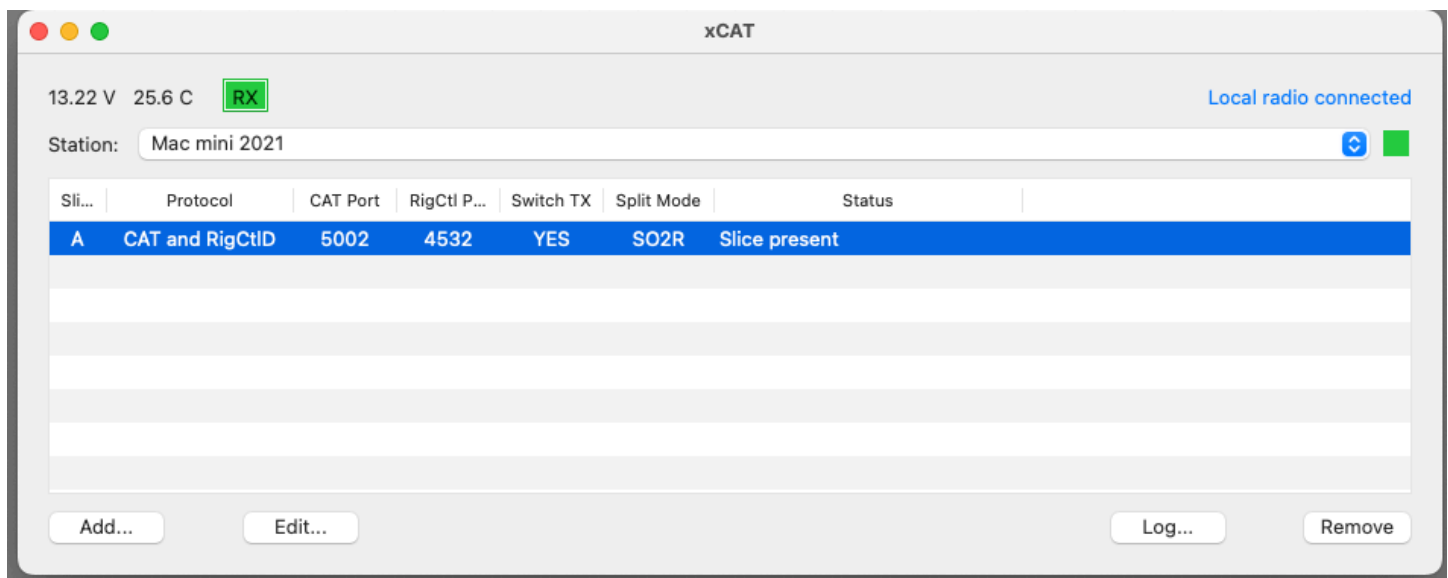 xCAT
13.22 V 25.6 C RX Local radio connected
Station: Mac mini 2021
Sli... Protocol CAT Port RigCtl P... Switch TX Split Mode Status
A CAT and RigCtlD 5002 4532 YES SO2R Slice present
Add... Edit... Log... Remove